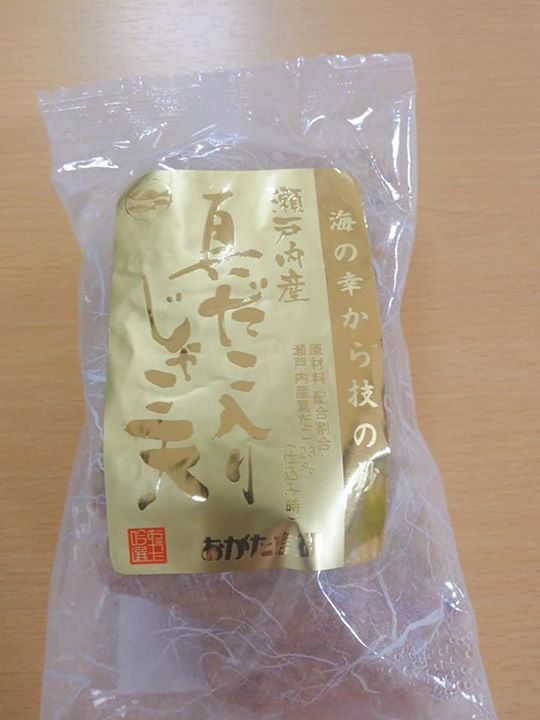 海の幸から技の
瀬戸内産
真だこ入り
じゃこ天
原材料 配合割合:
瀬戸内産真だこ23%
(仕込み時)
おがた蒲
吟選